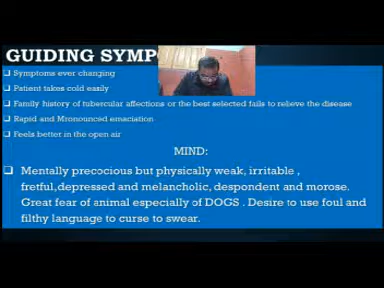 GUIDING SYMP
❑ Symptoms ever changing
❑ Patient takes cold easily
❑ Family history of tubercular affections or the best selected fails to relieve the disease
❑ Rapid and Mronounced emaciation
❑ Feels better in the open air
MIND:
❑ Mentally precocious but physically weak, irritable ,
fretful,depressed and melancholic, despondent and morose.
Great fear of animal especially of DOGS . Desire to use foul and
filthy language to curse to swear.